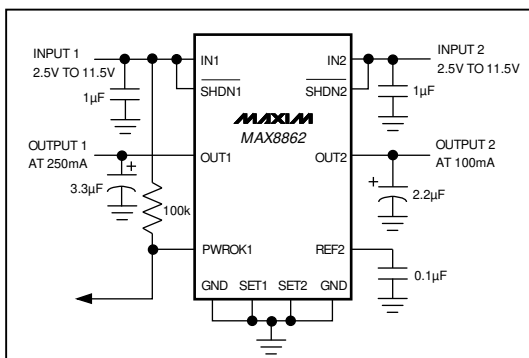 INPUT 1
2.5V TO 11.5V
1µF
OUTPUT 1
AT 250mA
+
3.3µF
100k
IN1
SHDN1
MAXIM
MAX8862
OUT1
PWROK1
GND SET1 SET2 GND
IN2
SHDN2
OUT2
REF2
INPUT 2
2.5V TO 11.5V
1µF
OUTPUT 2
AT 100mA
+
2.2µF
0.1µF